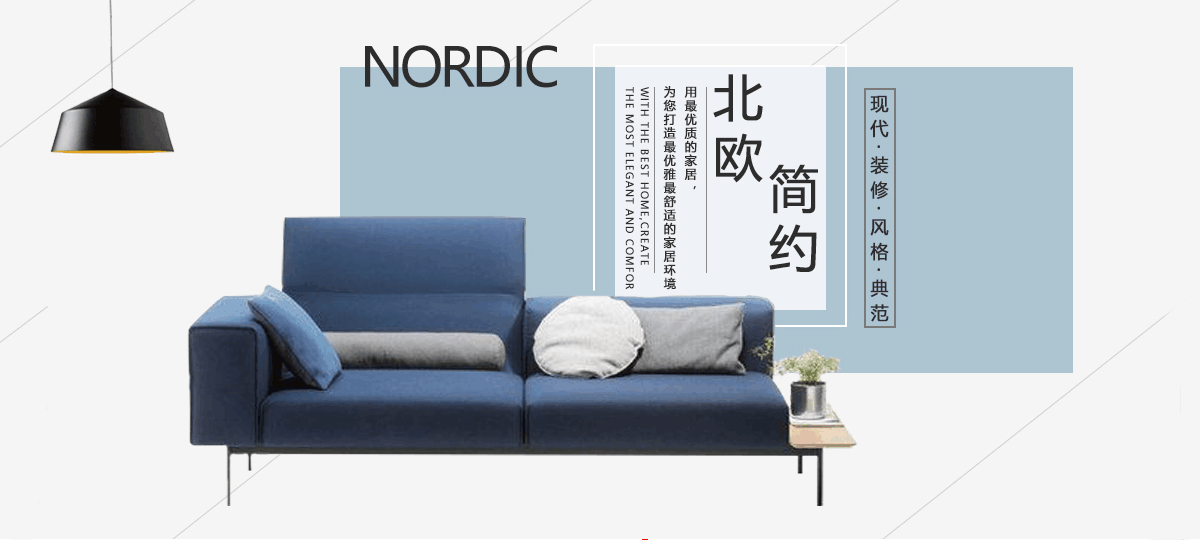 NORDIC
北欧
简约
用最优质的家居，
为您打造最优雅最舒适的家居环境
WITH THE BEST HOME,CREATE
THE MOST ELEGANT AND COMFOR
现代·装修·风格·典范